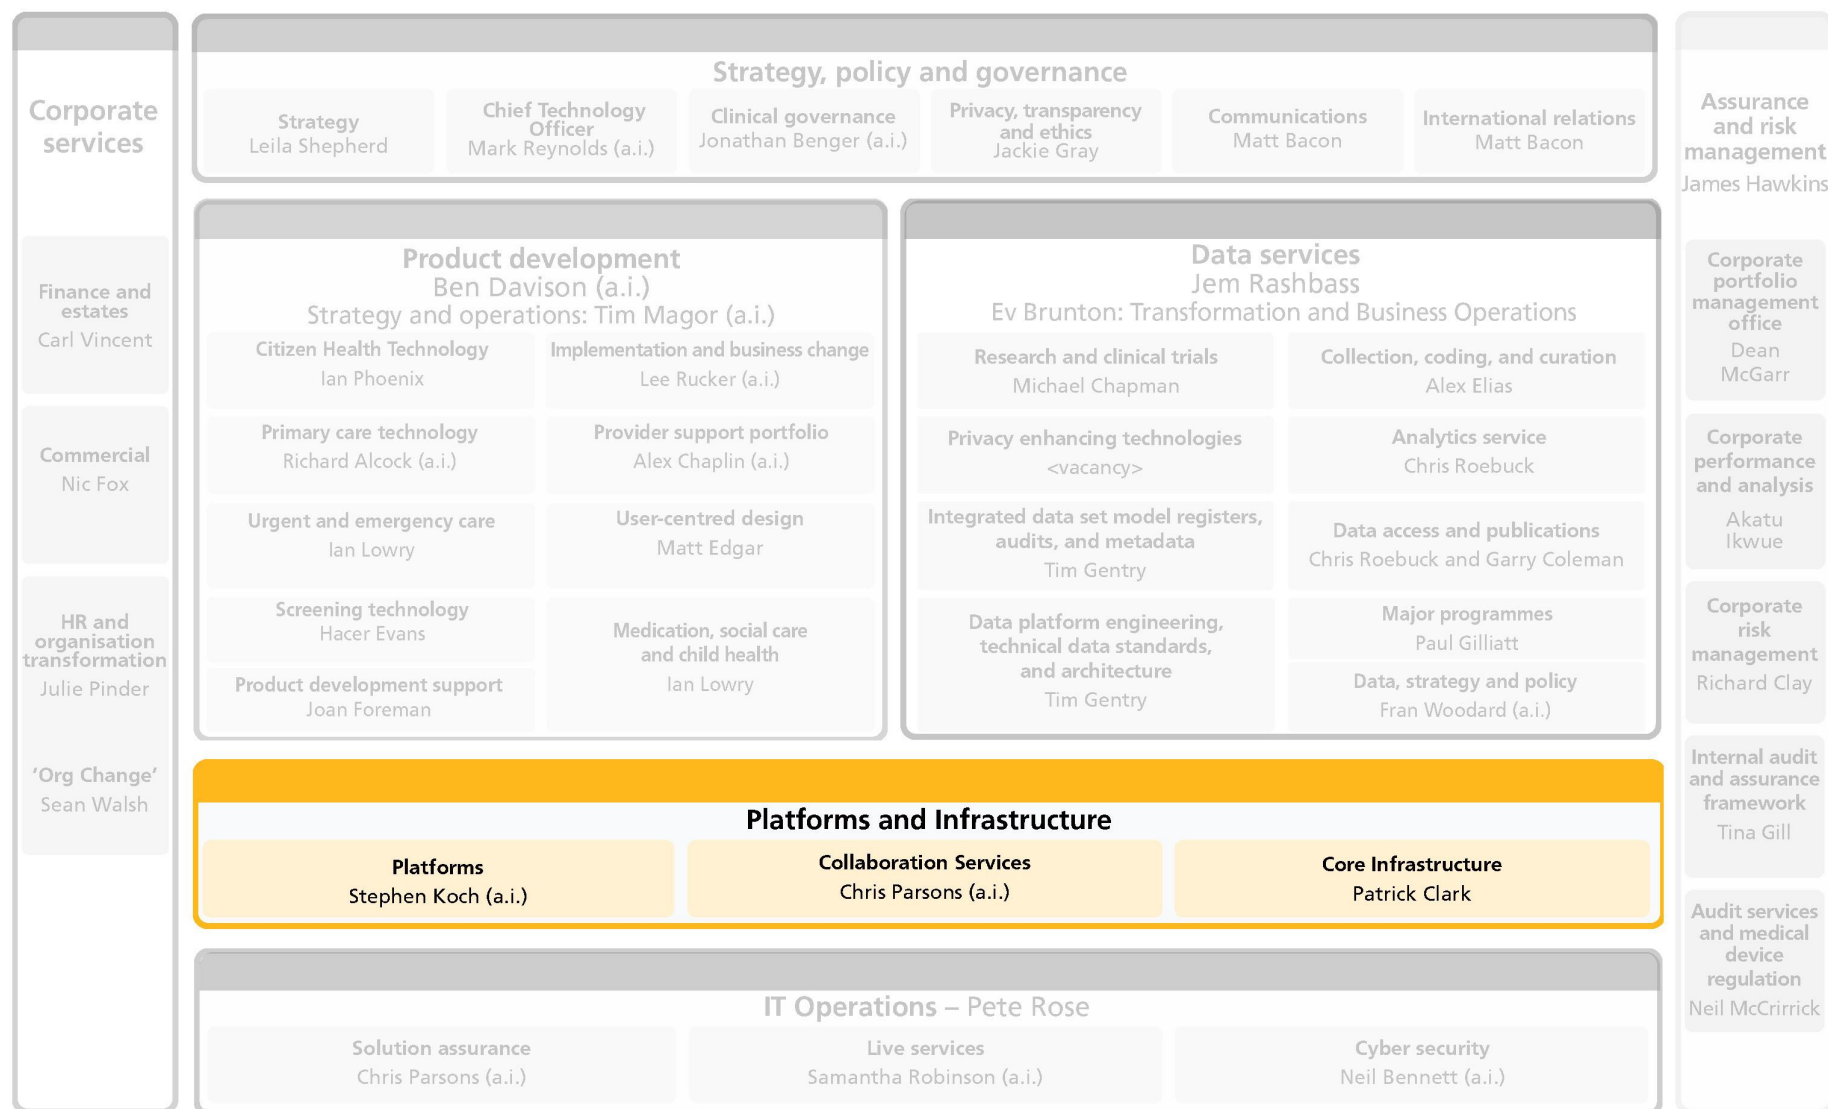 Corporate
services
Finance and
estates
Carl Vincent
Commercial
Nic Fox
HR and
organisation
transformation
Julie Pinder
‘Org Change’
Sean Walsh
Strategy, policy and governance
Strategy
Leila Shepherd
Chief Technology
Officer
Mark Reynolds (a.i.)
Clinical governance
Jonathan Benger (a.i.)
Privacy, transparency
and ethics
Jackie Gray
Communications
Matt Bacon
International relations
Matt Bacon
Product development
Ben Davison (a.i.)
Strategy and operations: Tim Magor (a.i.)
Citizen Health Technology
Ian Phoenix
Implementation and business change
Lee Rucker (a.i.)
Primary care technology
Richard Alcock (a.i.)
Provider support portfolio
Alex Chaplin (a.i.)
Urgent and emergency care
Ian Lowry
User-centred design
Matt Edgar
Screening technology
Hacer Evans
Medication, social care
and child health
Ian Lowry
Product development support
Joan Foreman
Data services
Jem Rashbass
Ev Brunton: Transformation and Business Operations
Research and clinical trials
Michael Chapman
Collection, coding, and curation
Alex Elias
Privacy enhancing technologies
<vacancy>
Analytics service
Chris Roebuck
Integrated data set model registers,
audits, and metadata
Tim Gentry
Data access and publications
Chris Roebuck and Garry Coleman
Data platform engineering,
technical data standards,
and architecture
Tim Gentry
Major programmes
Paul Gilliatt
Data, strategy and policy
Fran Woodard (a.i.)
Platforms and Infrastructure
Platforms
Stephen Koch (a.i.)
Collaboration Services
Chris Parsons (a.i.)
Core Infrastructure
Patrick Clark
IT Operations – Pete Rose
Solution assurance
Chris Parsons (a.i.)
Live services
Samantha Robinson (a.i.)
Cyber security
Neil Bennett (a.i.)
Assurance
and risk
management
James Hawkins
Corporate
portfolio
management
office
Dean
McGarr
Corporate
performance
and analysis
Akatu
Ikwue
Corporate
risk
management
Richard Clay
Internal audit
and assurance
framework
Tina Gill
Audit services
and medical
device
regulation
Neil McCrirrick